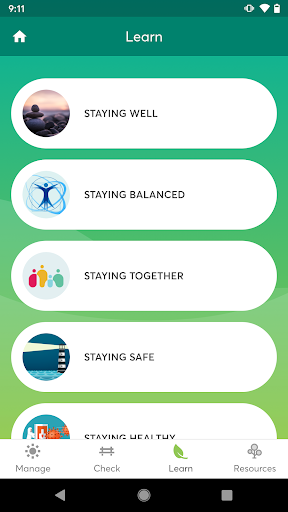 9:11
Learn
STAYING WELL
STAYING BALANCED
STAYING TOGETHER
STAYING SAFE
STAYING HEALTHY
Manage Check Learn Resources